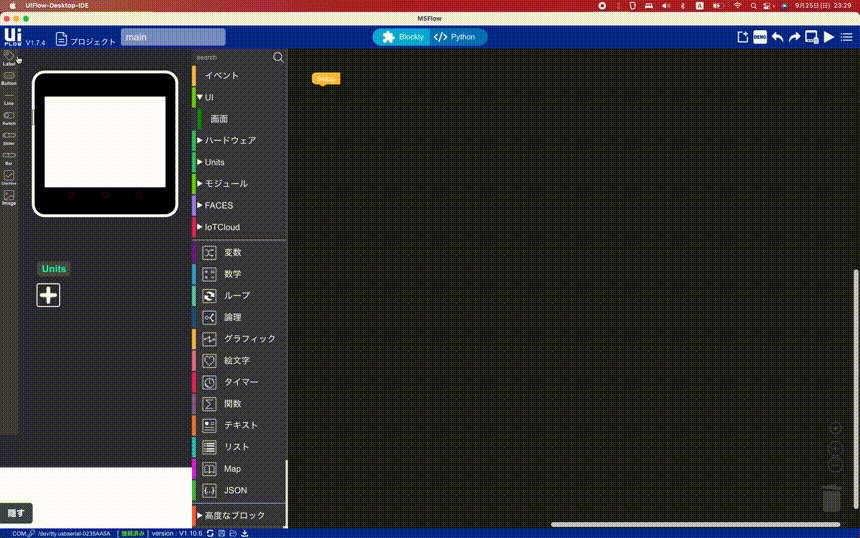 UIFlow-Desktop-IDE
9月25日(日) 23:29
M5Flow
Ui
FLOW
V1.7.4
プロジェクト
main
Blockly
</> Python
DEMO
Label
Button
Line
Switch
Slider
Bar
Checkbox
Image
Units
隠す
search
イベント
▼ UI
画面
▶ ハードウェア
▶ Units
▶ モジュール
▶ FACES
▶ IoTCloud
変数
数学
ループ
論理
グラフィック
絵文字
タイマー
関数
テキスト
リスト
Map
JSON
▶ 高度なブロック
Setup
COM /dev/tty.usbserial-0235AA5A [接続済み] version : V1.10.6